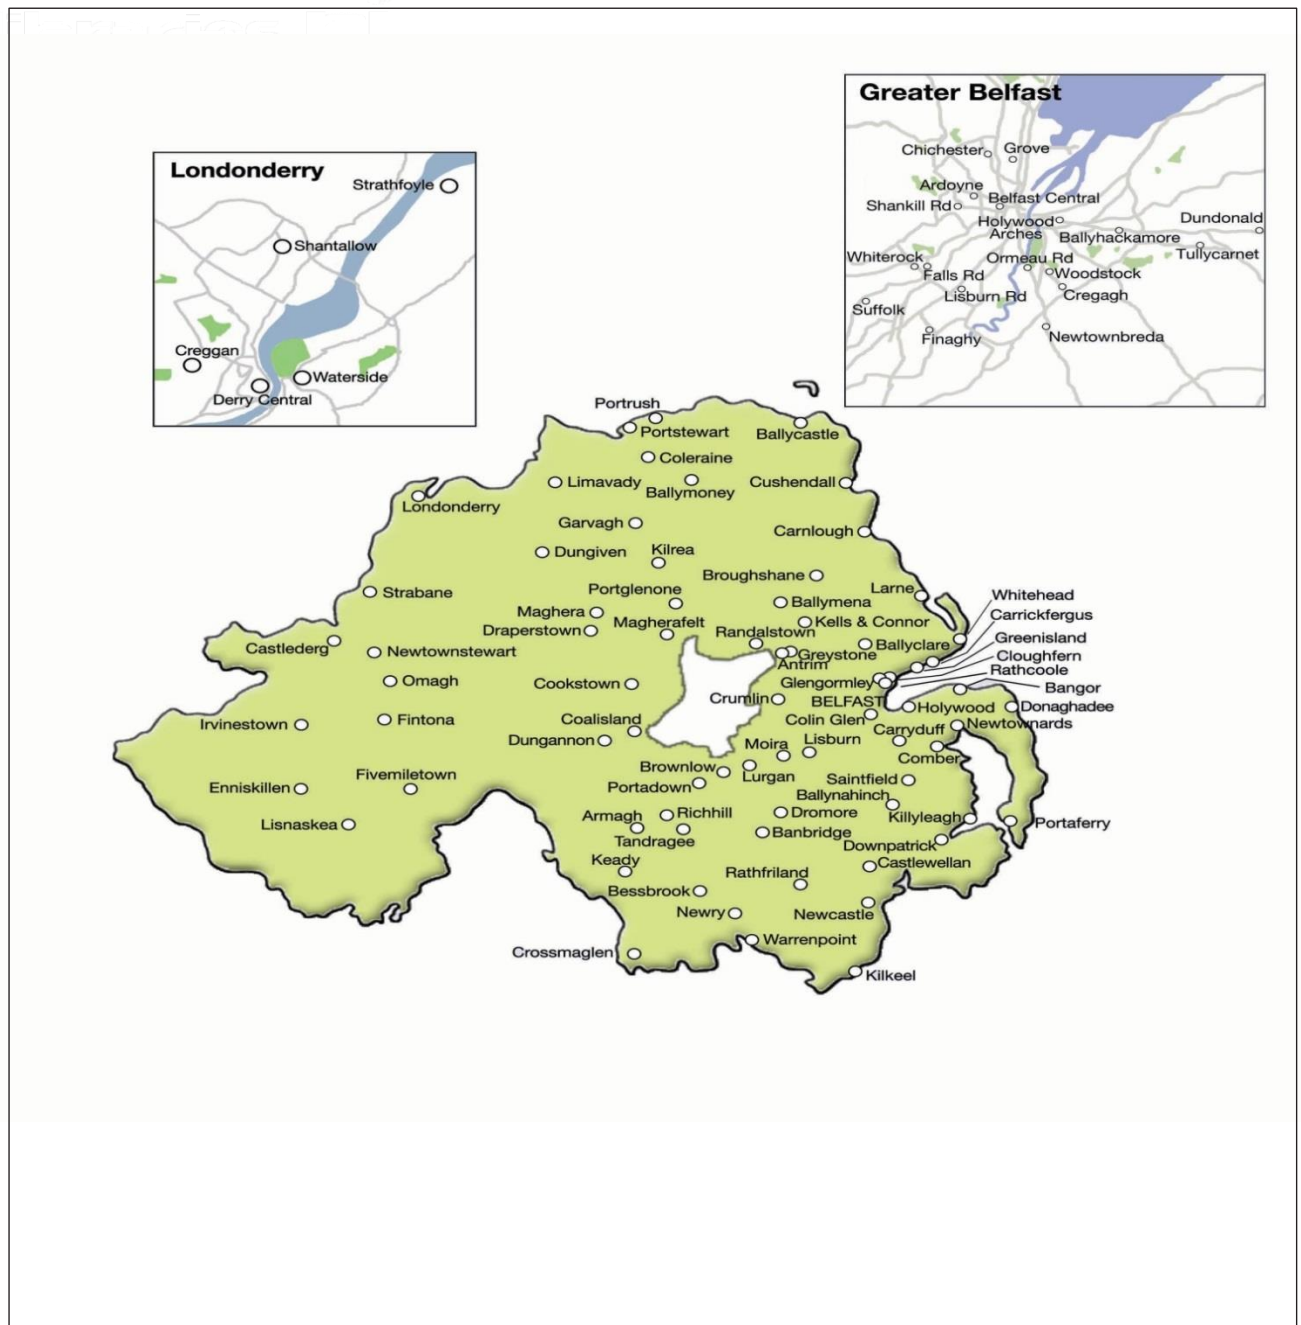 Londonderry
Strathfoyle
Shantallow
Creggan
Waterside
Derry Central
Greater Belfast
Chichester
Grove
Ardoyne
Belfast Central
Shankill Rd
Holywood
Arches
Dundonald
Ballyhackamore
Tullycarnet
Whiterock
Ormeau Rd
Falls Rd
Woodstock
Lisburn Rd
Cregagh
Suffolk
Finaghy
Newtownbreda
Portrush
Portstewart
Ballycastle
Coleraine
Limavady
Ballymoney
Cushendall
Londonderry
Garvagh
Carnlough
Dungiven
Kilrea
Broughshane
Strabane
Portglenone
Larne
Ballymena
Whitehead
Maghera
Magherafelt
Kells & Connor
Carrickfergus
Draperstown
Randalstown
Greenisland
Castlederg
Newtownstewart
Ballyclare
Greystone
Cloughfern
Antrim
Rathcoole
Omagh
Cookstown
Glengormley
Bangor
Crumlin
BELFAST
Holywood
Donaghadee
Irvinestown
Fintona
Coalisland
Colin Glen
Newtownards
Dungannon
Moira
Lisburn
Carryduff
Comber
Brownlow
Lurgan
Fivemiletown
Saintfield
Enniskillen
Portadown
Ballynahinch
Armagh
Richhill
Dromore
Killyleagh
Portaferry
Lisnaskea
Tandragee
Banbridge
Downpatrick
Keady
Castlewellan
Rathfriland
Bessbrook
Newry
Newcastle
Warrenpoint
Crossmaglen
Kilkeel